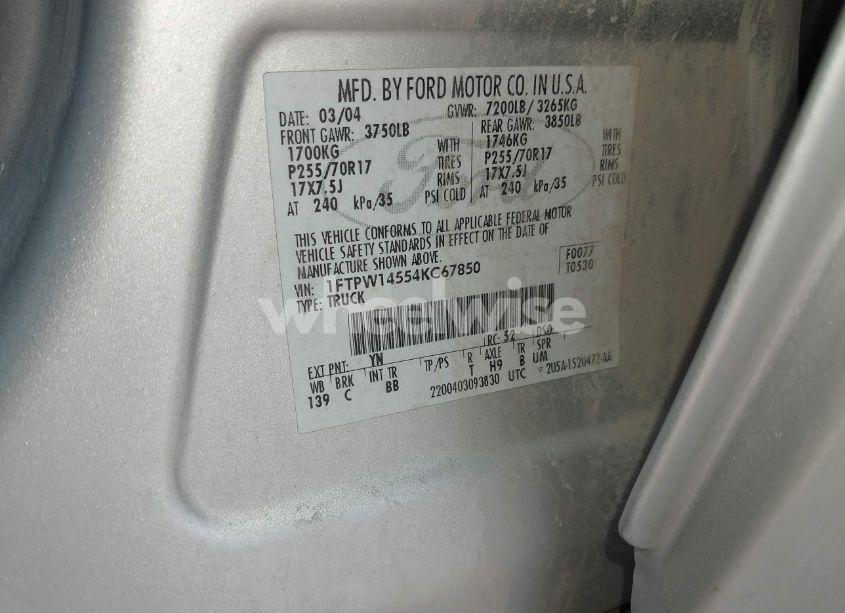 MFD. BY FORD MOTOR CO. IN U.S.A.
DATE: 03/04 GVWR: 7200LB/ 3265KG
FRONT GAWR: 3750LB REAR GAWR: 3850LB
1700KG WITH 1746KG WITH
P255/70R17 TIRES P255/70R17 TIRES
17X7.5J RIMS 17X7.5J RIMS
AT 240 kPa/35 PSI COLD AT 240 kPa/35 PSI COLD
Ford
THIS VEHICLE CONFORMS TO ALL APPLICABLE FEDERAL MOTOR
VEHICLE SAFETY STANDARDS IN EFFECT ON THE DATE OF
MANUFACTURE SHOWN ABOVE.
VIN: 1FTPW14554KC67850 F0077
TYPE: TRUCK T0530
wheelwise
EXT PNT: YN RC: 52 DSO:
WB BRK INT TR TP/PS R AXLE TR SPR
139 C BB T H9 B UM
2200403093830 UTC 2U5A-1520472-AA